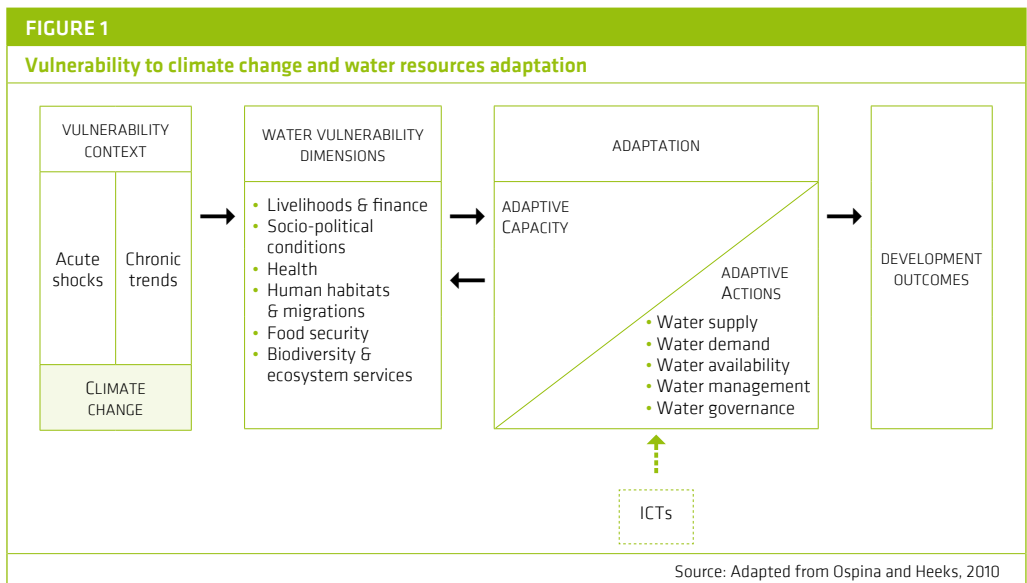 FIGURE 1
Vulnerability to climate change and water resources adaptation
VULNERABILITY
CONTEXT
Acute
shocks
Chronic
trends
CLIMATE
CHANGE
WATER VULNERABILITY
DIMENSIONS
• Livelihoods & finance
• Socio-political
conditions
• Health
• Human habitats
& migrations
• Food security
• Biodiversity &
ecosystem services
ADAPTATION
ADAPTIVE
CAPACITY
ADAPTIVE
ACTIONS
• Water supply
• Water demand
• Water availability
• Water management
• Water governance
DEVELOPMENT
OUTCOMES
ICTs
Source: Adapted from Ospina and Heeks, 2010